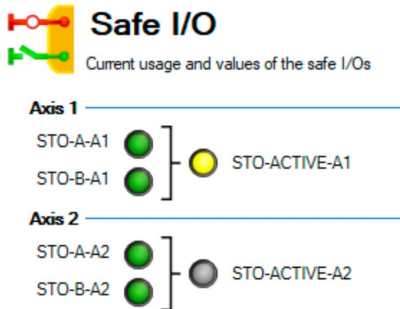 Safe I/O
Current usage and values of the safe I/Os
Axis 1
STO-A-A1
STO-B-A1
STO-ACTIVE-A1
Axis 2
STO-A-A2
STO-B-A2
STO-ACTIVE-A2